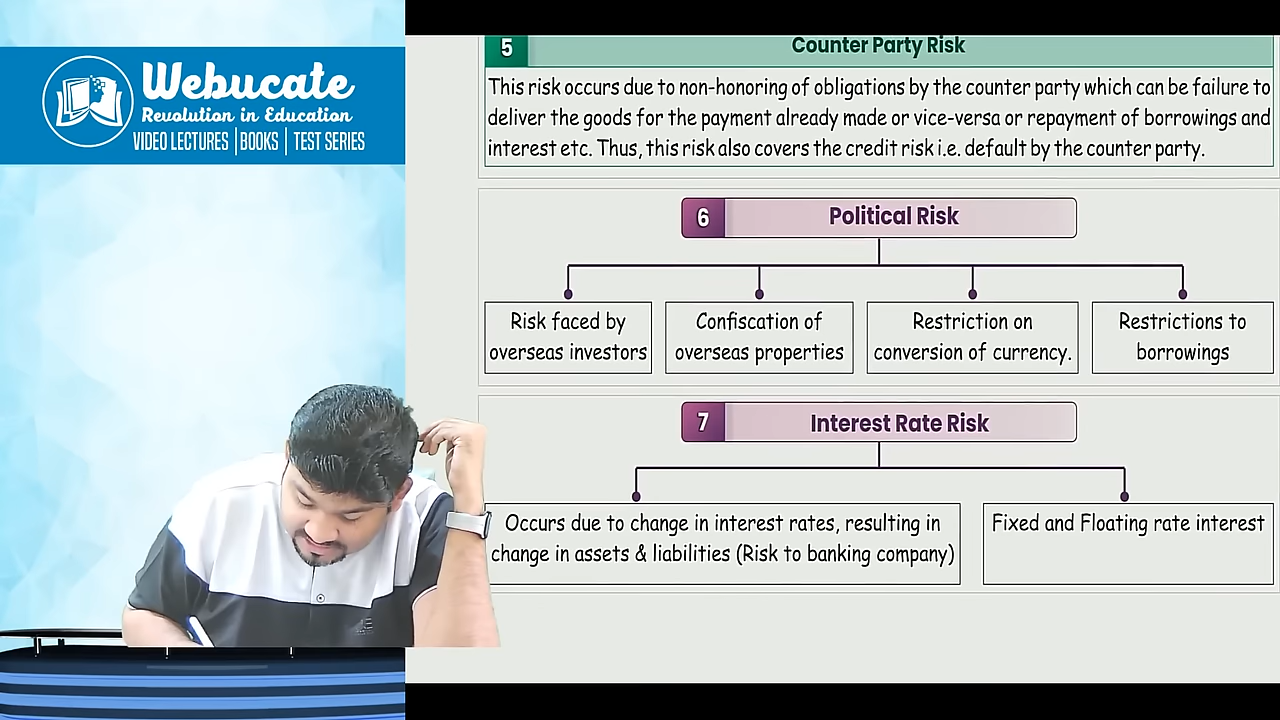 Webucate
Revolution in Education
VIDEO LECTURES | BOOKS | TEST SERIES
5 Counter Party Risk
This risk occurs due to non-honoring of obligations by the counter party which can be failure to
deliver the goods for the payment already made or vice-versa or repayment of borrowings and
interest etc. Thus, this risk also covers the credit risk i.e. default by the counter party.
6 Political Risk
Risk faced by
overseas investors
Confiscation of
overseas properties
Restriction on
conversion of currency.
Restrictions to
borrowings
7 Interest Rate Risk
Occurs due to change in interest rates, resulting in
change in assets & liabilities (Risk to banking company)
Fixed and Floating rate interest